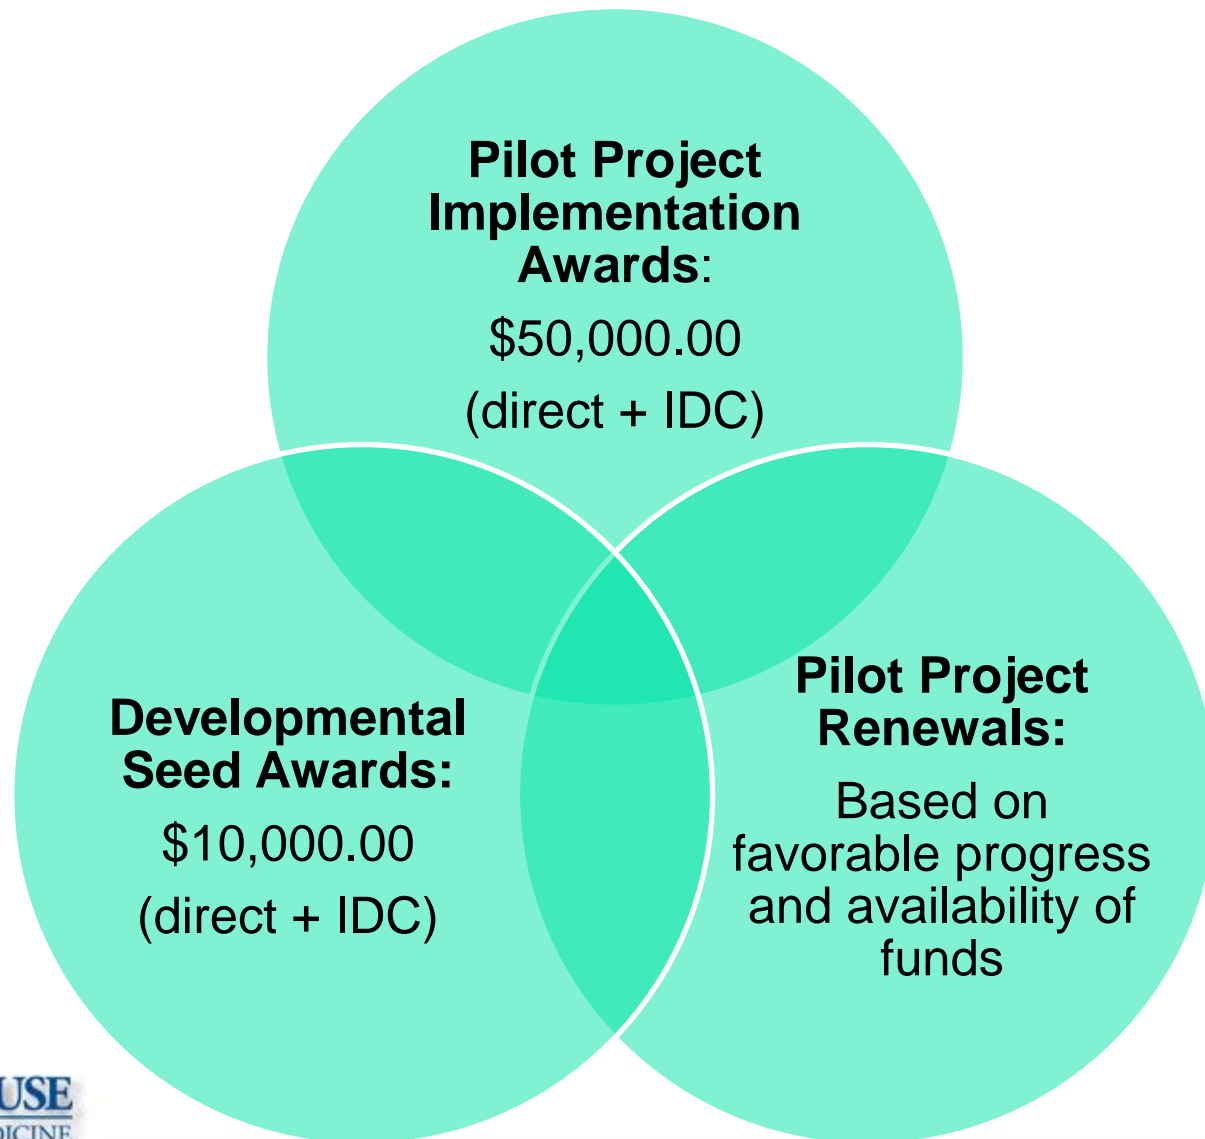 Pilot Project
Implementation
Awards:
$50,000.00
(direct + IDC)
Developmental
Seed Awards:
$10,000.00
(direct + IDC)
Pilot Project
Renewals:
Based on
favorable progress
and availability of
funds
USE
DICINE